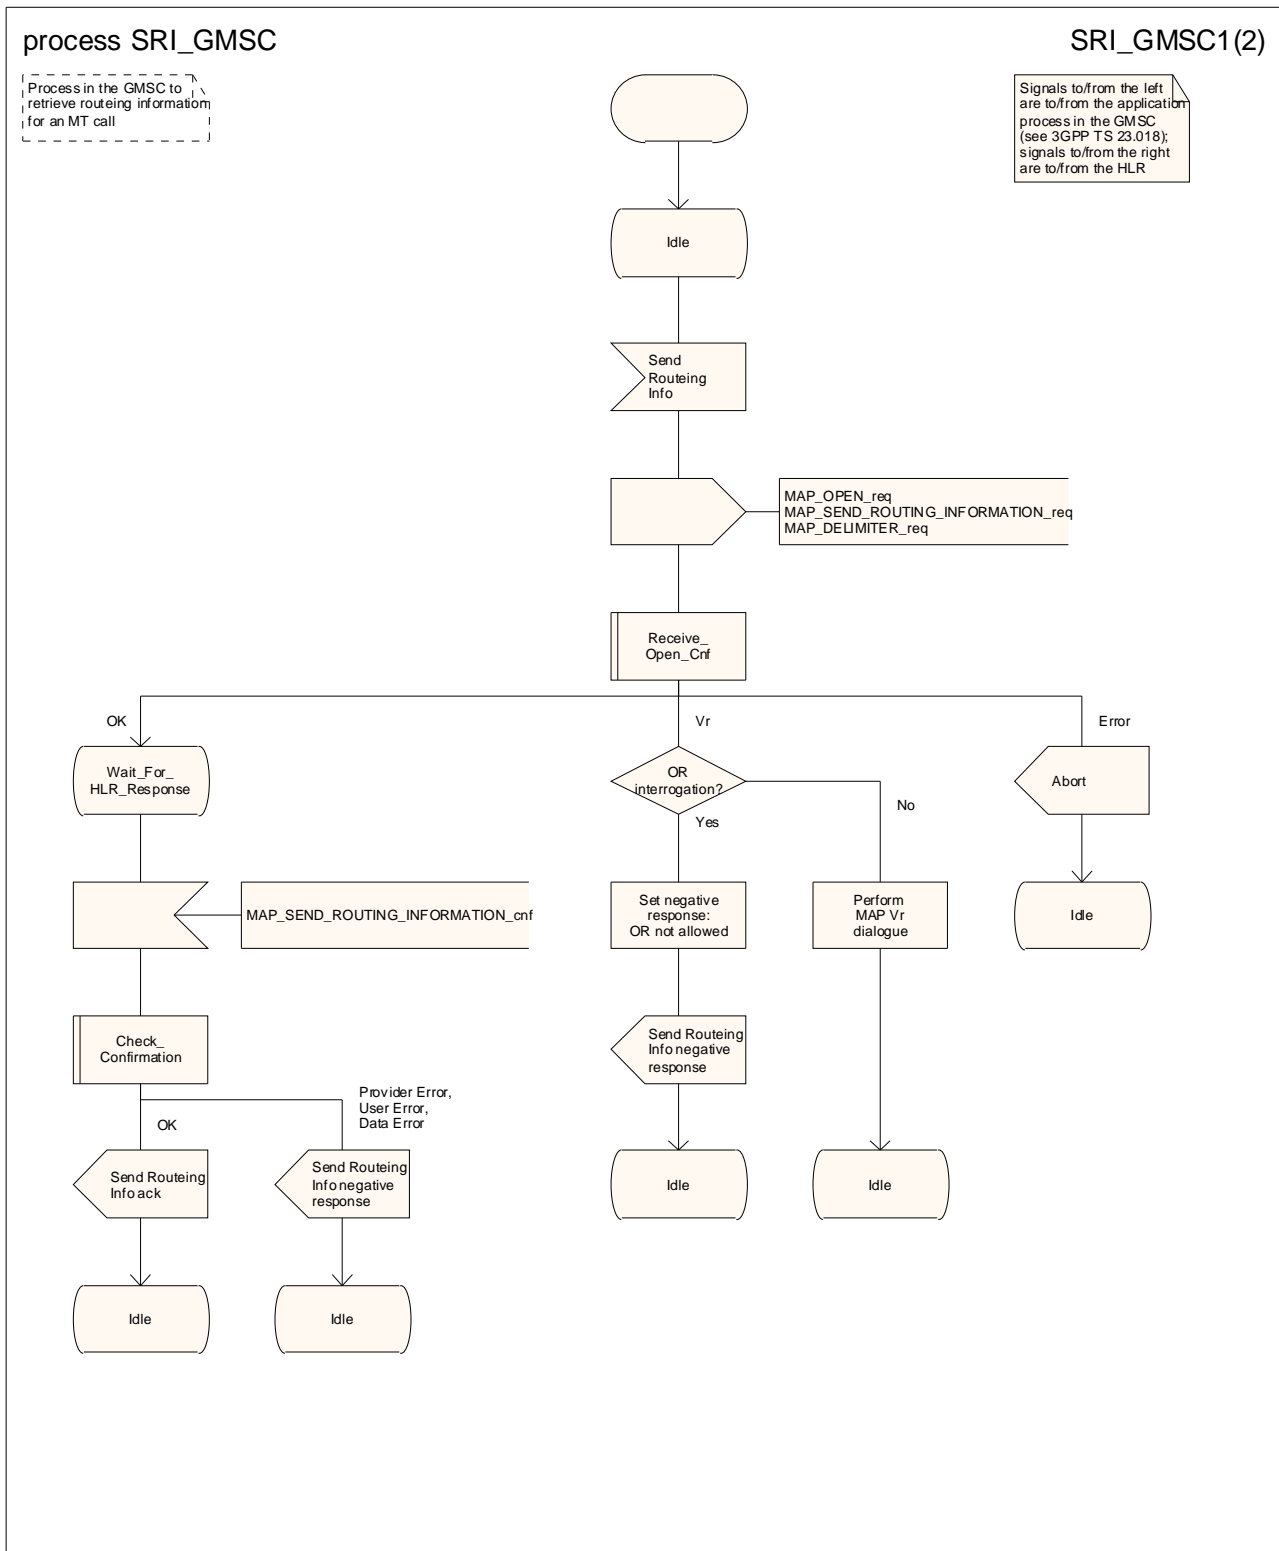 process SRI_GMSC
SRI_GMSC1(2)
Process in the GMSC to
retrieve routeing information
for an MT call
Signals to/from the left
are to/from the application
process in the GMSC
(see 3GPP TS 23.018);
signals to/from the right
are to/from the HLR
Idle
Send
Routeing
Info
MAP_OPEN_req
MAP_SEND_ROUTING_INFORMATION_req
MAP_DELIMITER_req
Receive_
Open_Cnf
OK
Vr
Error
Wait_For_
HLR_Response
OR
interrogation?
Abort
No
Yes
MAP_SEND_ROUTING_INFORMATION_cnf
Set negative
response:
OR not allowed
Perform
MAP Vr
dialogue
Idle
Check_
Confirmation
Send Routeing
Info negative
response
Provider Error,
User Error,
Data Error
OK
Send Routeing
Info ack
Send Routeing
Info negative
response
Idle
Idle
Idle
Idle